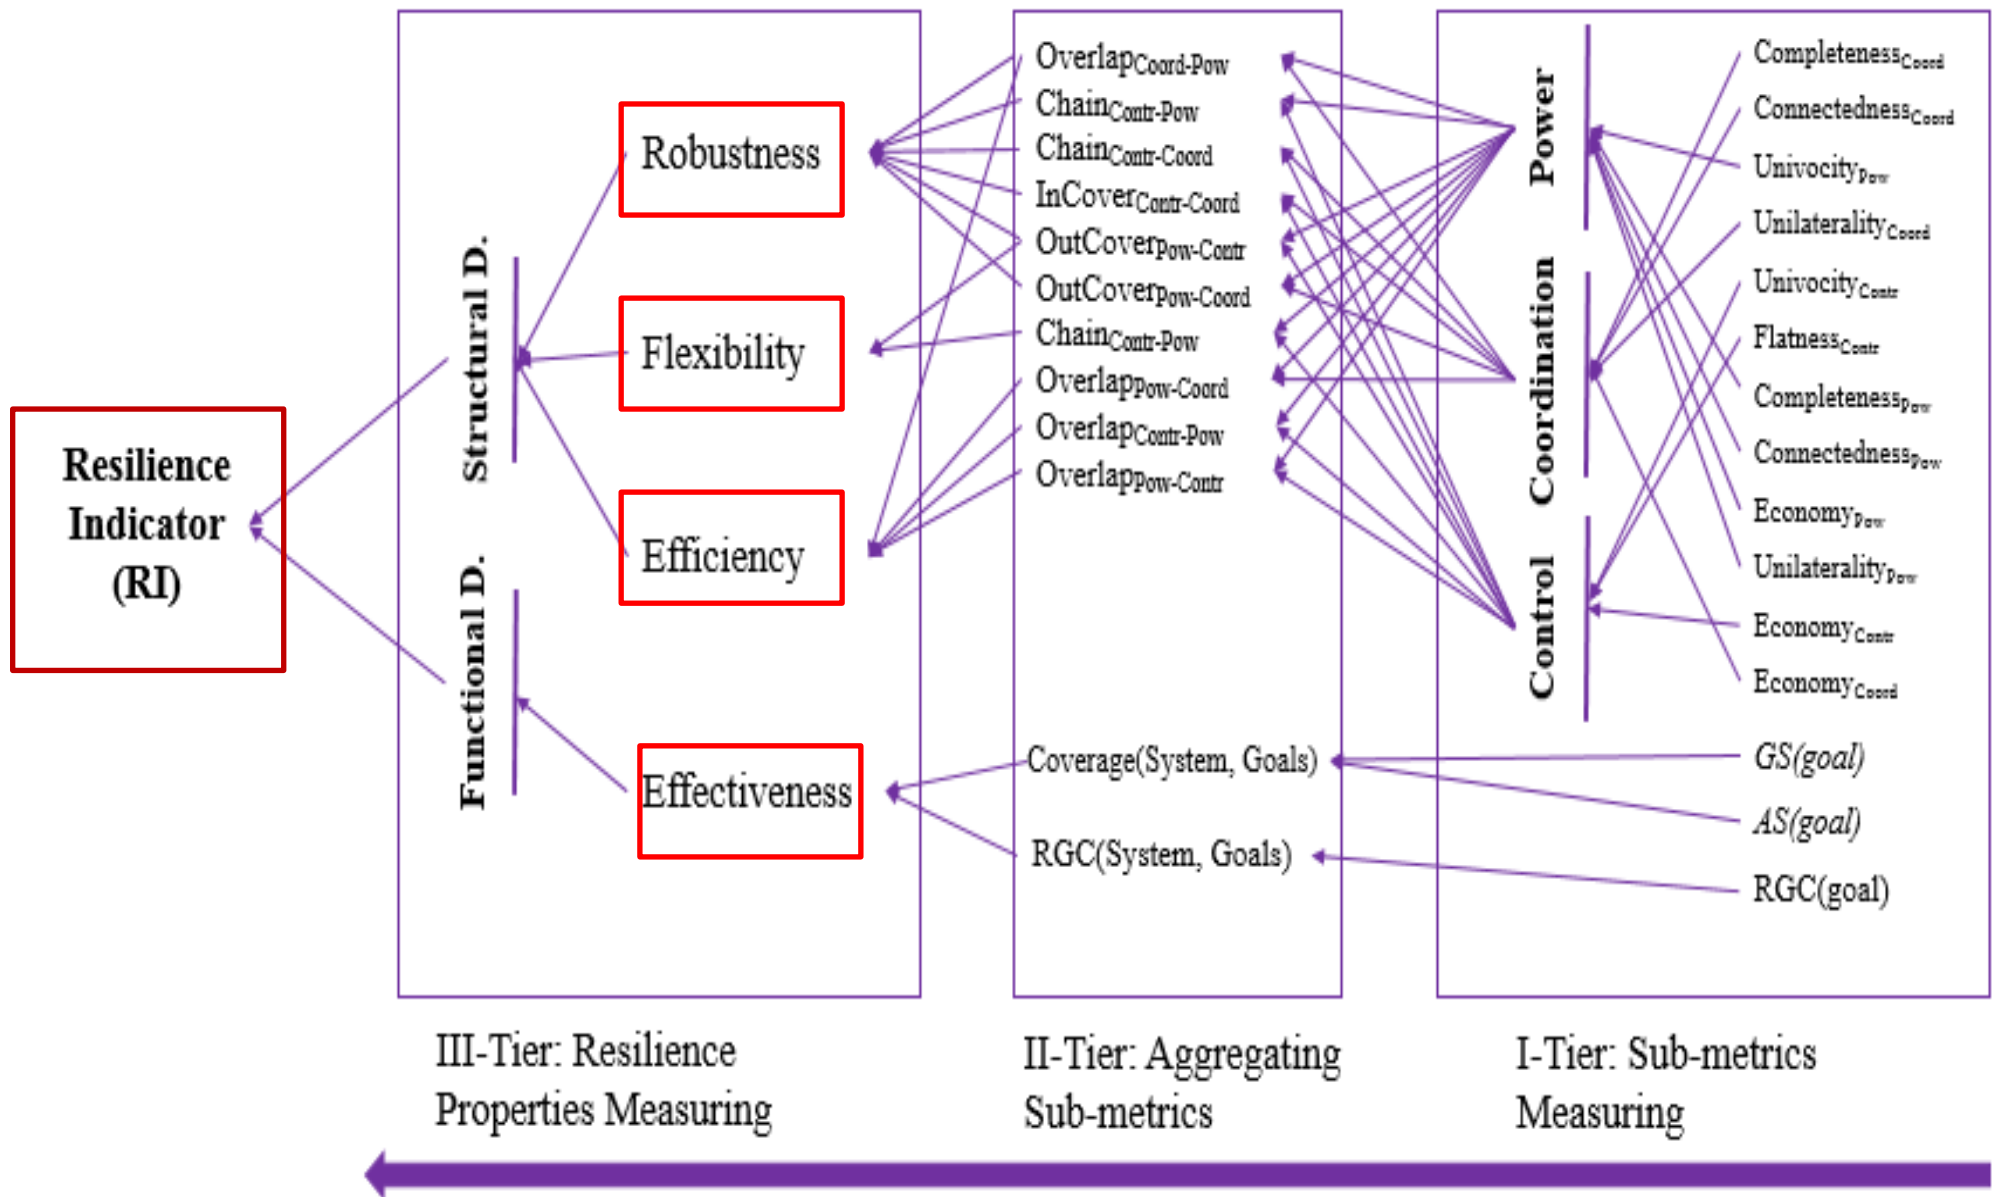 Resilience
Indicator
(RI)
Structural D.
Functional D.
Robustness
Flexibility
Efficiency
Effectiveness
III-Tier: Resilience
Properties Measuring
OverlapCoord-Pow
ChainContr-Pow
ChainContr-Coord
InCoverContr-Coord
OutCoverPow-Contr
OutCoverPow-Coord
ChainContr-Pow
OverlapPow-Coord
OverlapContr-Pow
OverlapPow-Contr
Coverage(System, Goals)
RGC(System, Goals)
II-Tier: Aggregating
Sub-metrics
Power
Coordination
Control
CompletenessCoord
ConnectednessCoord
UnivocityPow
UnilateralityCoord
UnivocityContr
FlatnessContr
CompletenessPow
ConnectednessPow
EconomyPow
UnilateralityPow
EconomyContr
EconomyCoord
GS(goal)
AS(goal)
RGC(goal)
I-Tier: Sub-metrics
Measuring